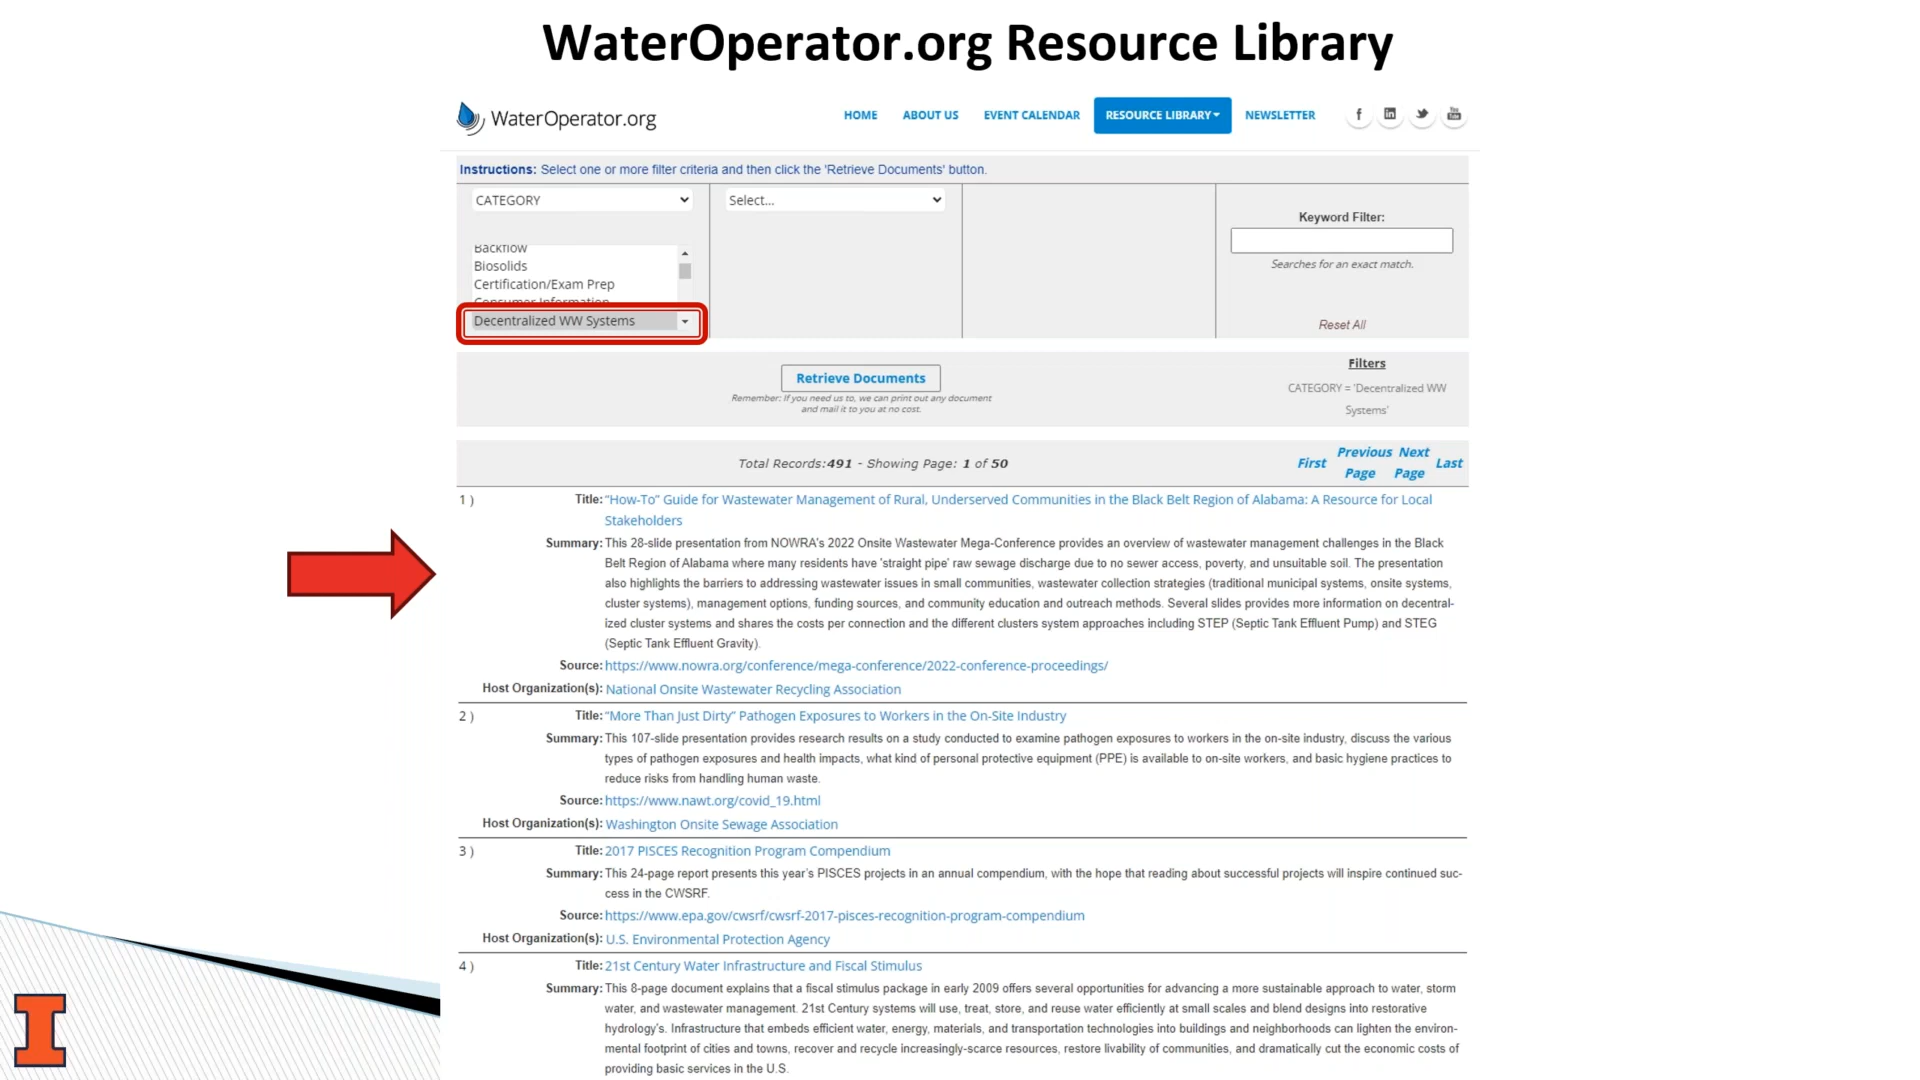 WaterOperator.org Resource Library
WaterOperator.org
HOME
ABOUT US
EVENT CALENDAR
RESOURCE LIBRARY
NEWSLETTER
Instructions: Select one or more filter criteria and then click the 'Retrieve Documents' button.
CATEGORY
Select...
Backflow
Biosolids
Certification/Exam Prep
Consumer Information
Decentralized WW Systems
Keyword Filter:
Searches for an exact match.
Reset All
Retrieve Documents
Remember: If you need us to, we can print out any document
and mail it to you at no cost.
Filters
CATEGORY = 'Decentralized WW
Systems'
Total Records:491 - Showing Page: 1 of 50
First
Previous Page
Next Page
Last
1 )
Title: "How-To" Guide for Wastewater Management of Rural, Underserved Communities in the Black Belt Region of Alabama: A Resource for Local
Stakeholders
Summary: This 28-slide presentation from NOWRA's 2022 Onsite Wastewater Mega-Conference provides an overview of wastewater management challenges in the Black
Belt Region of Alabama where many residents have 'straight pipe' raw sewage discharge due to no sewer access, poverty, and unsuitable soil. The presentation
also highlights the barriers to addressing wastewater issues in small communities, wastewater collection strategies (traditional municipal systems, onsite systems,
cluster systems), management options, funding sources, and community education and outreach methods. Several slides provides more information on decentral-
ized cluster systems and shares the costs per connection and the different clusters system approaches including STEP (Septic Tank Effluent Pump) and STEG
(Septic Tank Effluent Gravity).
Source: https://www.nowra.org/conference/mega-conference/2022-conference-proceedings/
Host Organization(s): National Onsite Wastewater Recycling Association
2 )
Title: "More Than Just Dirty" Pathogen Exposures to Workers in the On-Site Industry
Summary: This 107-slide presentation provides research results on a study conducted to examine pathogen exposures to workers in the on-site industry, discuss the various
types of pathogen exposures and health impacts, what kind of personal protective equipment (PPE) is available to on-site workers, and basic hygiene practices to
reduce risks from handling human waste.
Source: https://www.nawt.org/covid_19.html
Host Organization(s): Washington Onsite Sewage Association
3 )
Title: 2017 PISCES Recognition Program Compendium
Summary: This 24-page report presents this year's PISCES projects in an annual compendium, with the hope that reading about successful projects will inspire continued suc-
cess in the CWSRF.
Source: https://www.epa.gov/cwsrf/cwsrf-2017-pisces-recognition-program-compendium
Host Organization(s): U.S. Environmental Protection Agency
4 )
Title: 21st Century Water Infrastructure and Fiscal Stimulus
Summary: This 8-page document explains that a fiscal stimulus package in early 2009 offers several opportunities for advancing a more sustainable approach to water, storm
water, and wastewater management. 21st Century systems will use, treat, store, and reuse water efficiently at small scales and blend designs into restorative
hydrology's. Infrastructure that embeds efficient water, energy, materials, and transportation technologies into buildings and neighborhoods can lighten the environ-
mental footprint of cities and towns, recover and recycle increasingly-scarce resources, restore livability of communities, and dramatically cut the economic costs of
providing basic services in the U.S.